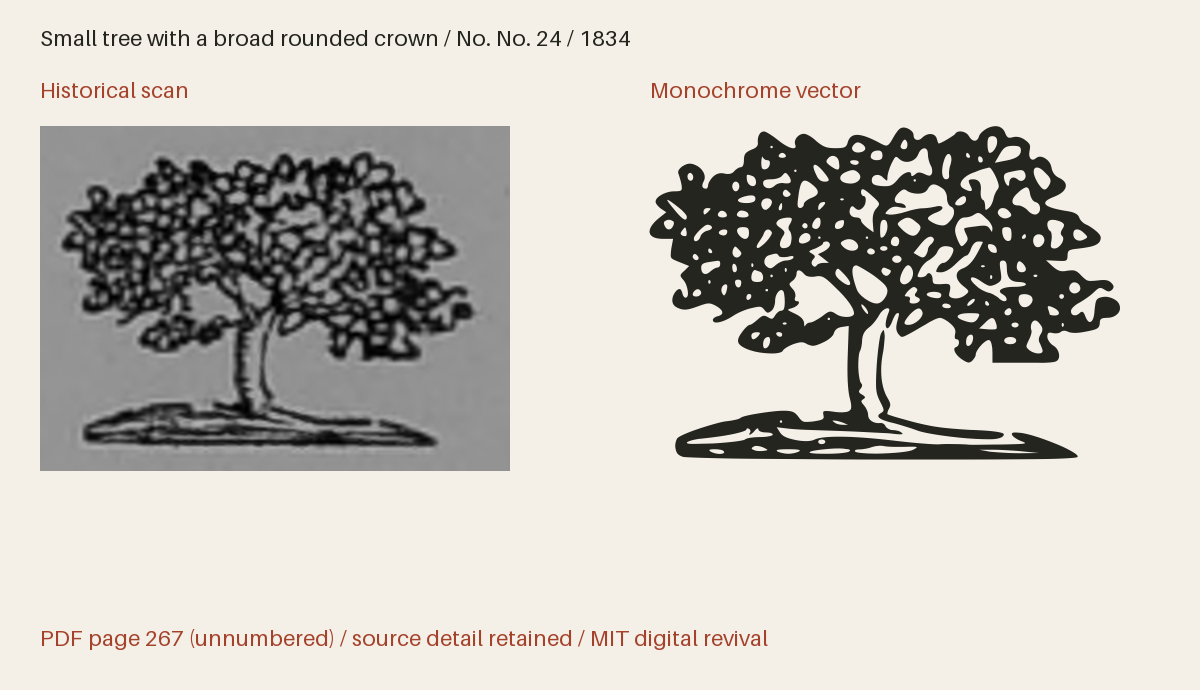 Small tree with a broad rounded crown / No. No. 24 / 1834
Historical scan
Monochrome vector
PDF page 267 (unnumbered) / source detail retained / MIT digital revival